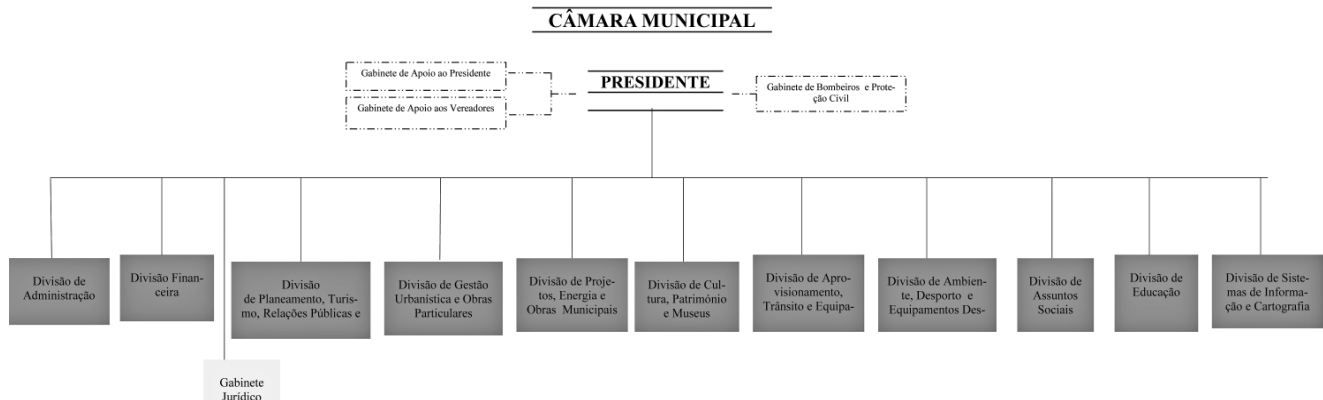 CÂMARA MUNICIPAL
Gabinete de Apoio ao Presidente
Gabinete de Apoio aos Vereadores
PRESIDENTE
Gabinete de Bombeiros e Prote-
ção Civil
Divisão de
Administração
Divisão Finan-
ceira
Divisão
de Planeamento, Turis-
mo, Relações Públicas e
Divisão de Gestão
Urbanística e Obras
Particulares
Divisão de Proje-
tos, Energia e
Obras Municipais
Divisão de Cul-
tura, Património
e Museus
Divisão de Apro-
visionamento,
Trânsito e Equipa-
Divisão de Ambien-
te, Desporto e
Equipamentos Des-
Divisão de
Assuntos
Sociais
Divisão de
Educação
Divisão de Siste-
mas de Informa-
ção e Cartografia
Gabinete
Jurídico